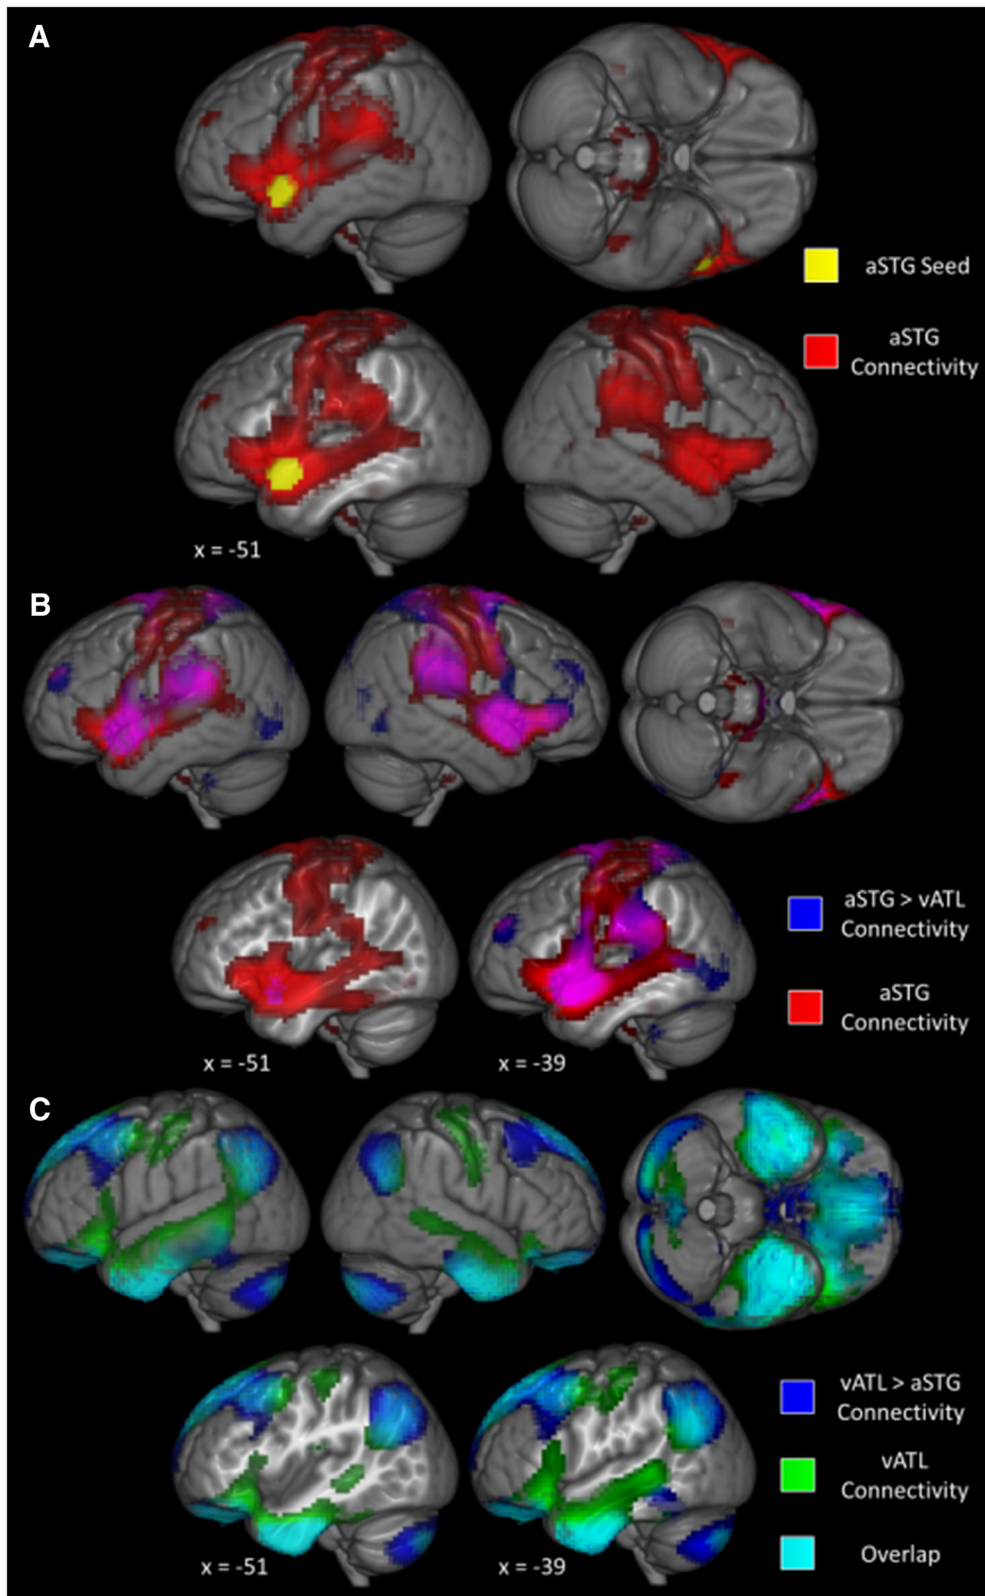 A
aSTG Seed
aSTG
Connectivity
x = -51
B
aSTG > vATL
Connectivity
aSTG
Connectivity
x = -51
x = -39
C
vATL > aSTG
Connectivity
vATL
Connectivity
Overlap
x = -51
x = -39